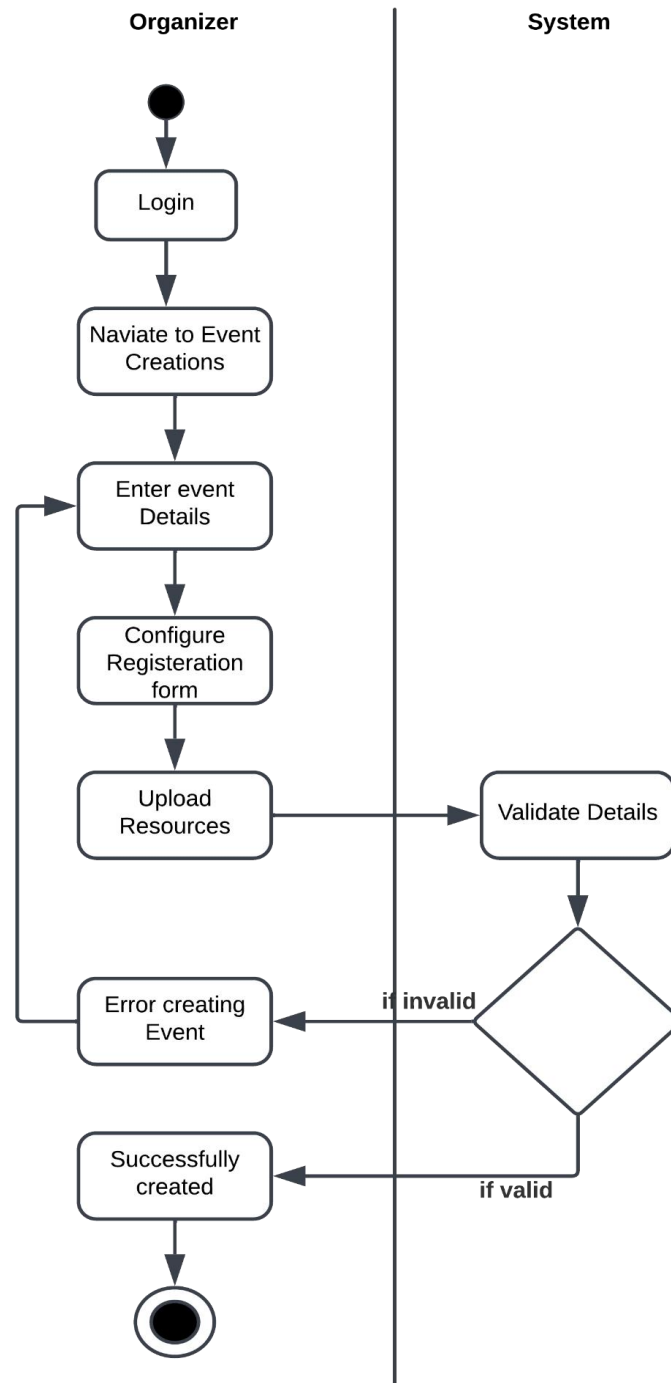 Organizer
System
Login
Naviate to Event
Creations
Enter event
Details
Configure
Registeration
form
Upload
Resources
Validate Details
if invalid
Error creating
Event
Successfully
created
if valid